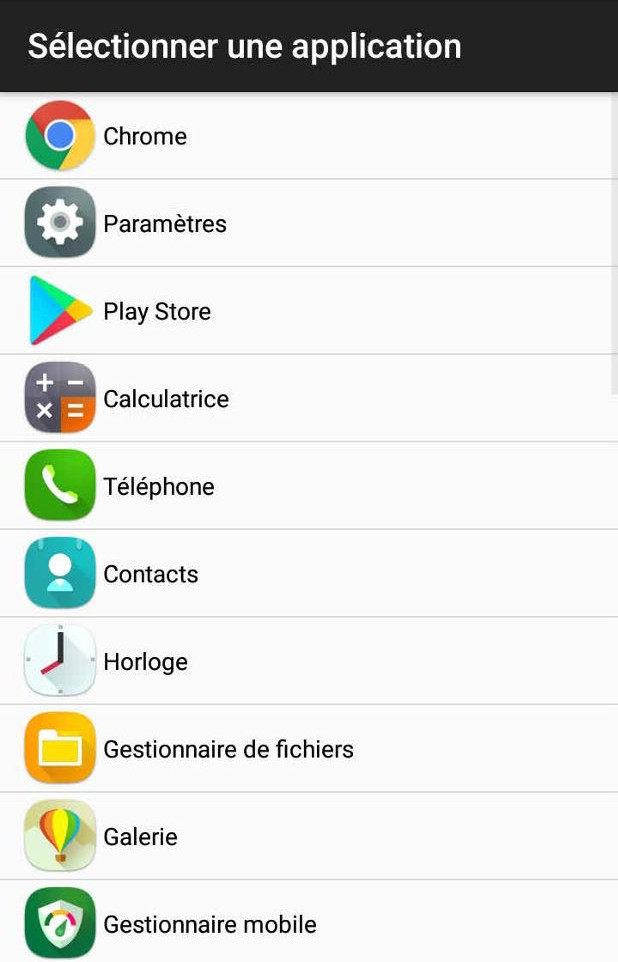 Sélectionner une application
Chrome
Paramètres
Play Store
Calculatrice
Téléphone
Contacts
Horloge
Gestionnaire de fichiers
Galerie
Gestionnaire mobile